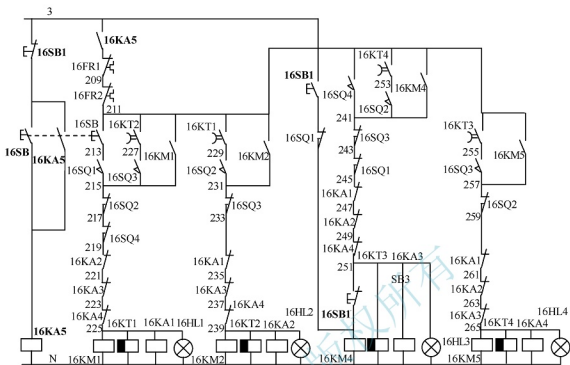 3
16SB1
16KA5
16FR1
209
16FR2
211
16SB1
16KT4
253
16KM4
16SQ4
16SQ2
241
16SB
16KA5
16SB
16KT2
213
227
16KM1
16SQ1
16SQ3
215
16KT1
229
16KM2
16SQ2
231
16SQ1
16SQ3
243
16SQ1
245
16KT3
255
16KM5
16SQ3
257
16SQ2
217
16SQ4
219
16SQ3
233
16KA1
247
16KA2
249
16KA4
251
16SQ2
259
16KA2
221
16KA3
223
16KA4
225
16KA1
235
16KA3
237
16KA4
239
16KT3
16KA3
SB3
16SB1
16KA1
261
16KA2
263
16KA3
265
16KA5
16KT1
16KA1
16HL1
16KT2
16KA2
16HL2
16HL3
16KT4
16KA4
16HL4
N
16KM1
16KM2
16KM4
16KM5
版权所有